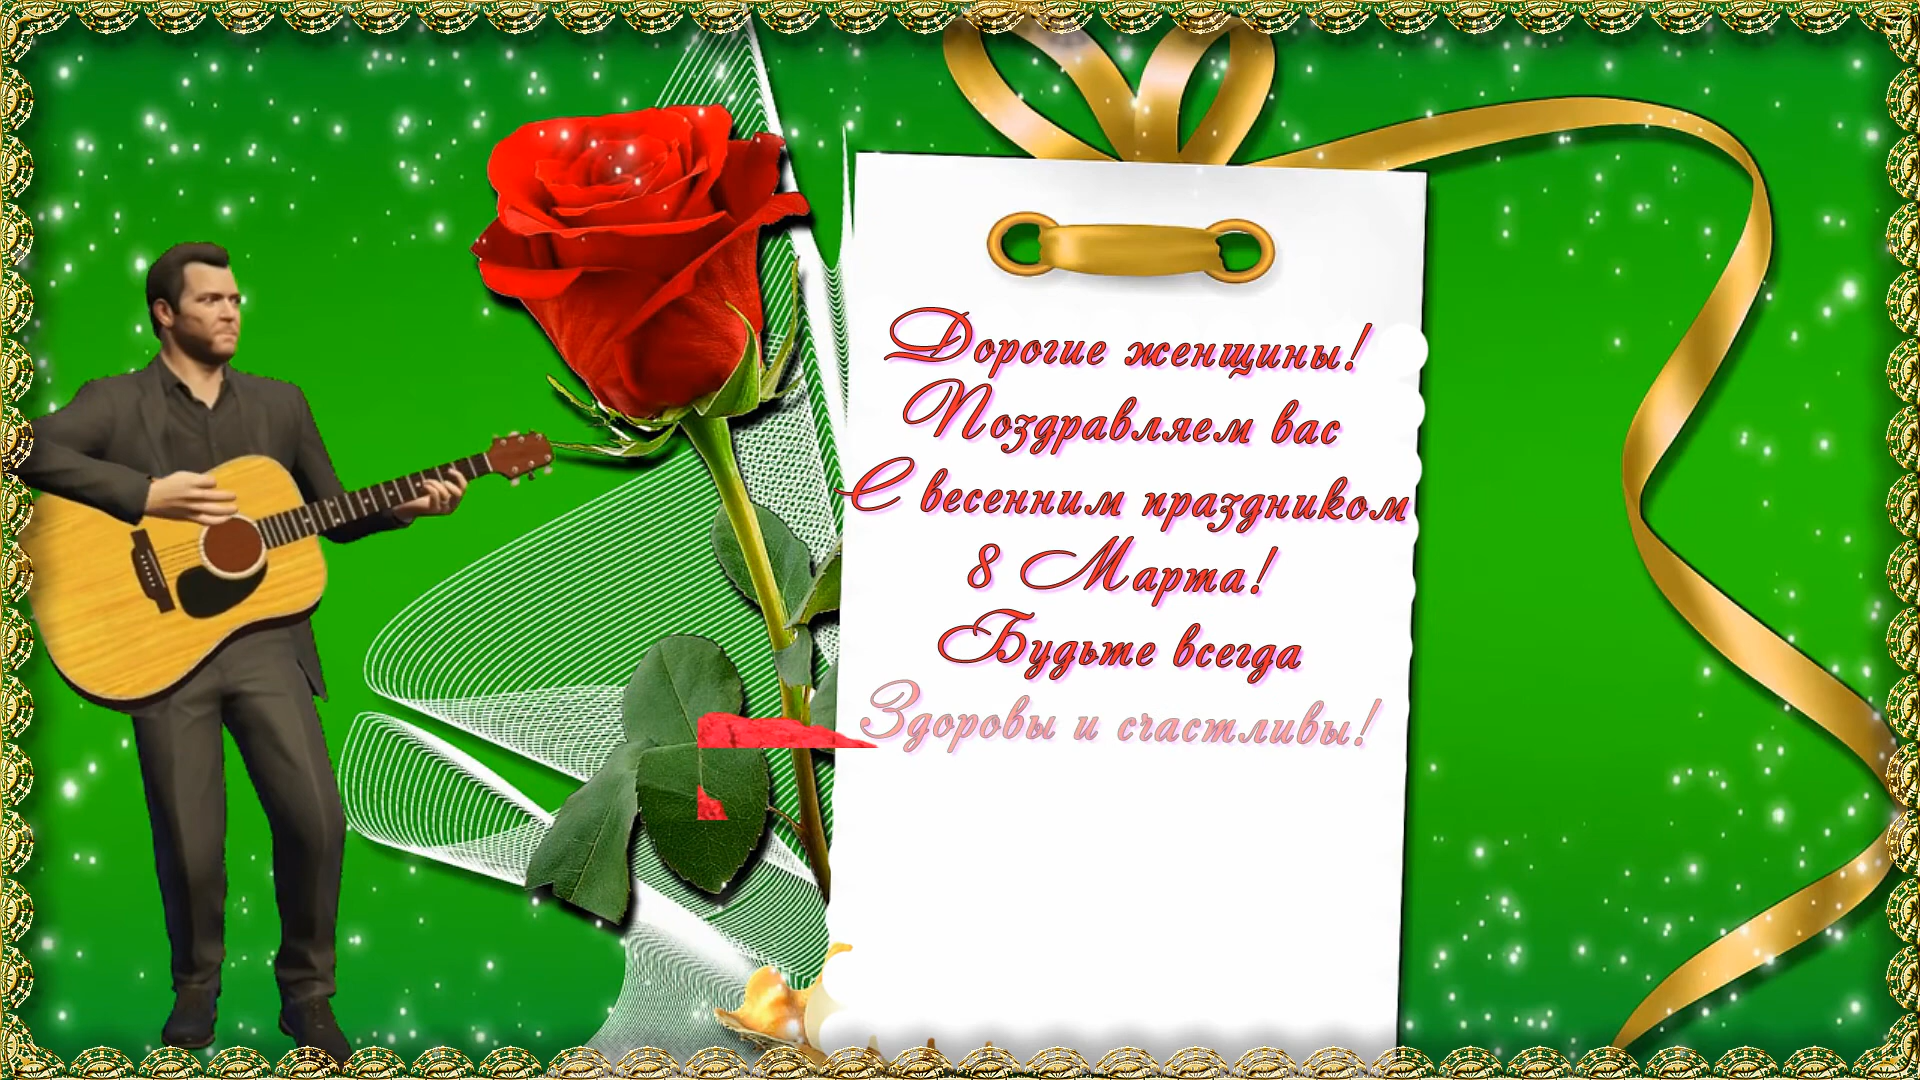 Дорогие женщины!
Поздравляем вас
С весенним праздником
8 Марта!
Будьте всегда
Здоровы и счастливы!